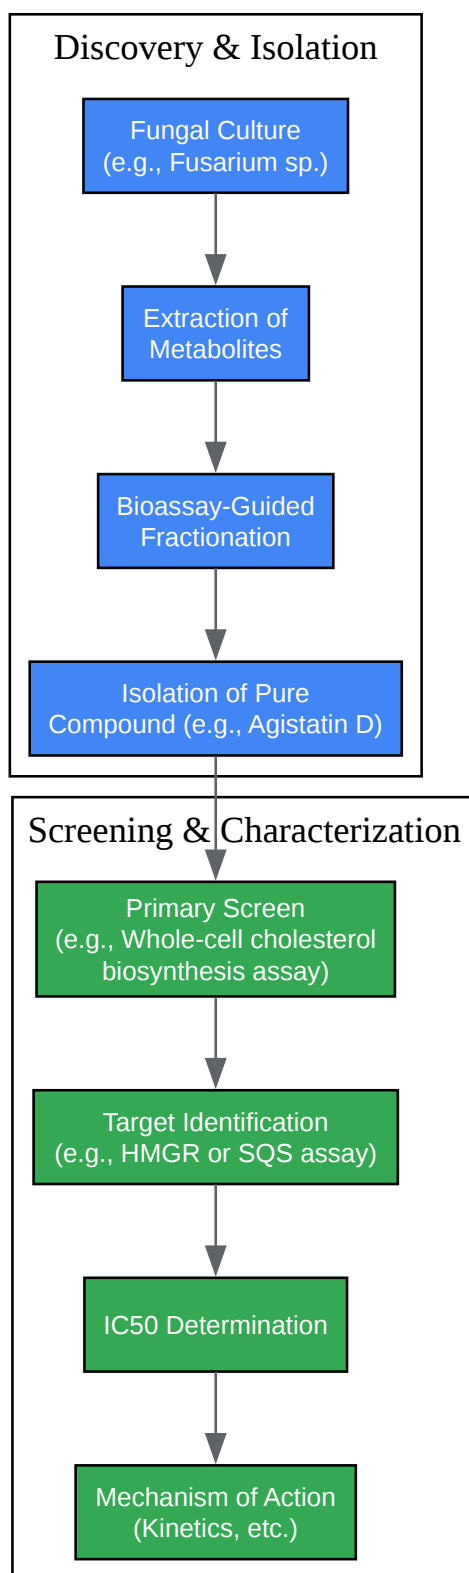 Discovery & Isolation
Fungal Culture
(e.g., Fusarium sp.)
Extraction of
Metabolites
Bioassay-Guided
Fractionation
Isolation of Pure
Compound (e.g., Agistatin D)
Screening & Characterization
Primary Screen
(e.g., Whole-cell cholesterol
biosynthesis assay)
Target Identification
(e.g., HMGR or SQS assay)
IC50 Determination
Mechanism of Action
(Kinetics, etc.)